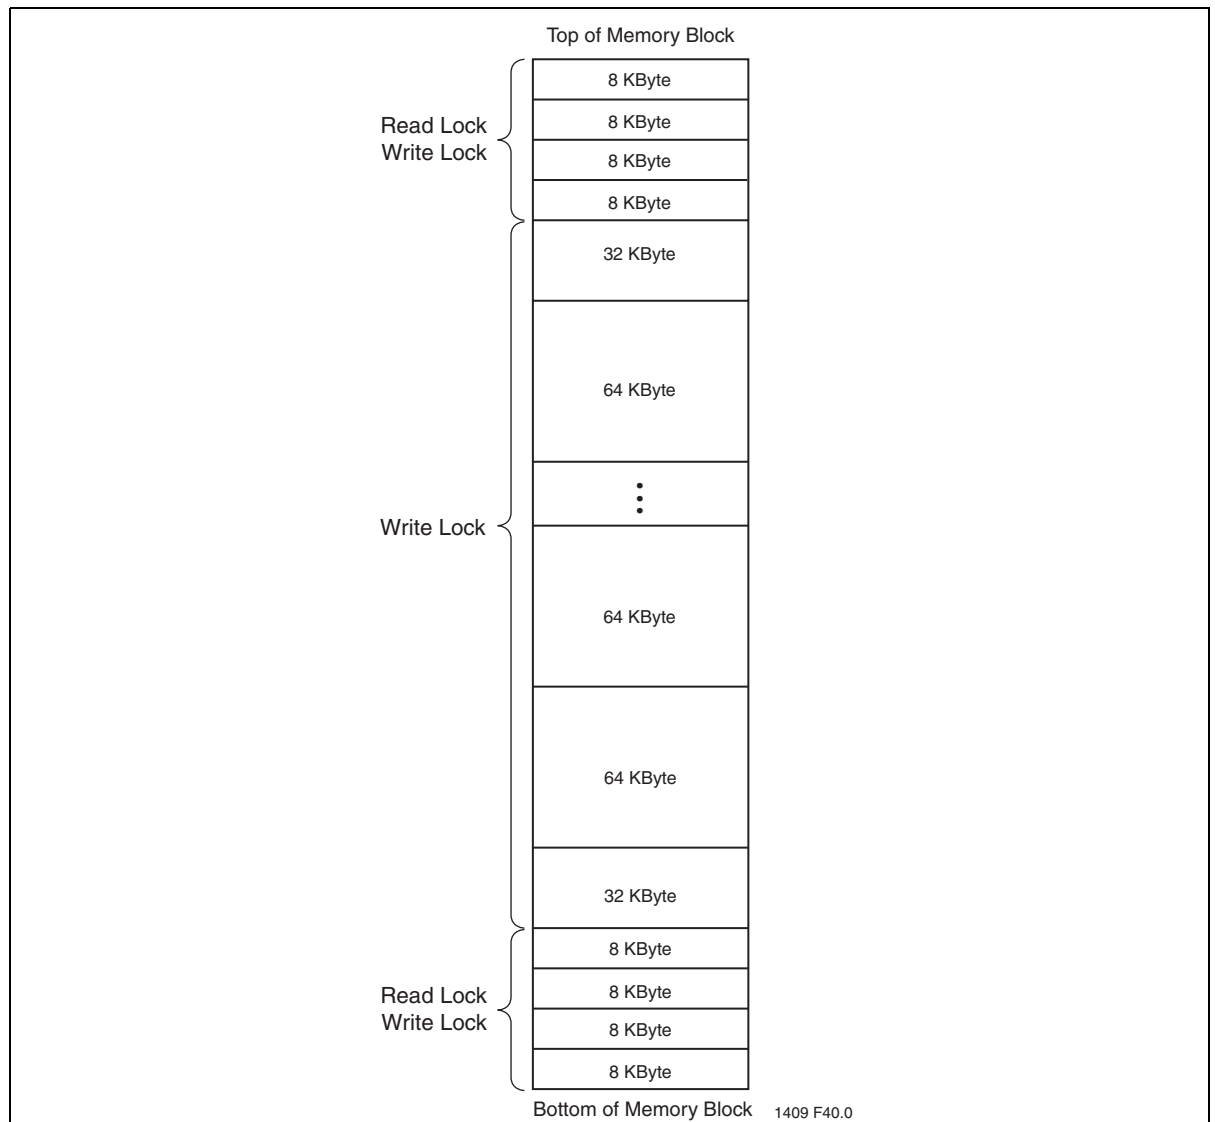 Top of Memory Block
8 KByte
8 KByte
Read Lock
Write Lock
8 KByte
8 KByte
32 KByte
64 KByte
Write Lock
64 KByte
64 KByte
32 KByte
8 KByte
Read Lock
Write Lock
8 KByte
8 KByte
8 KByte
Bottom of Memory Block
1409 F40.0